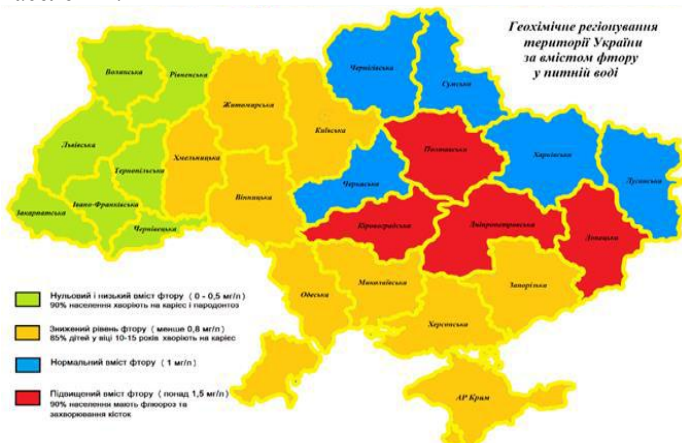 Геохімічне регіонування
території України
за вмістом фтору
у питній воді
Чернігівська
Сумська
Волинська
Рівненська
Житомирська
Київська
Полтавська
Харківська
Луганська
Львівська
Тернопільська
Хмельницька
Черкаська
Вінницька
Івано-Франківська
Закарпатська
Чернівецька
Кіровоградська
Дніпропетровська
Донецька
Одеська
Миколаївська
Запорізька
Херсонська
АР Крим
Нульовий і низький вміст фтору ( 0 - 0,5 мг/л )
90% населення хворіють на карієс і пародонтоз
Знижений рівень фтору ( менше 0,8 мг/л )
85% дітей у віці 10-15 років хворіють на карієс
Нормальний вміст фтору ( 1 мг/л )
Підвищений вміст фтору ( понад 1,5 мг/л )
90% населення мають флюороз та
захворювання кісток